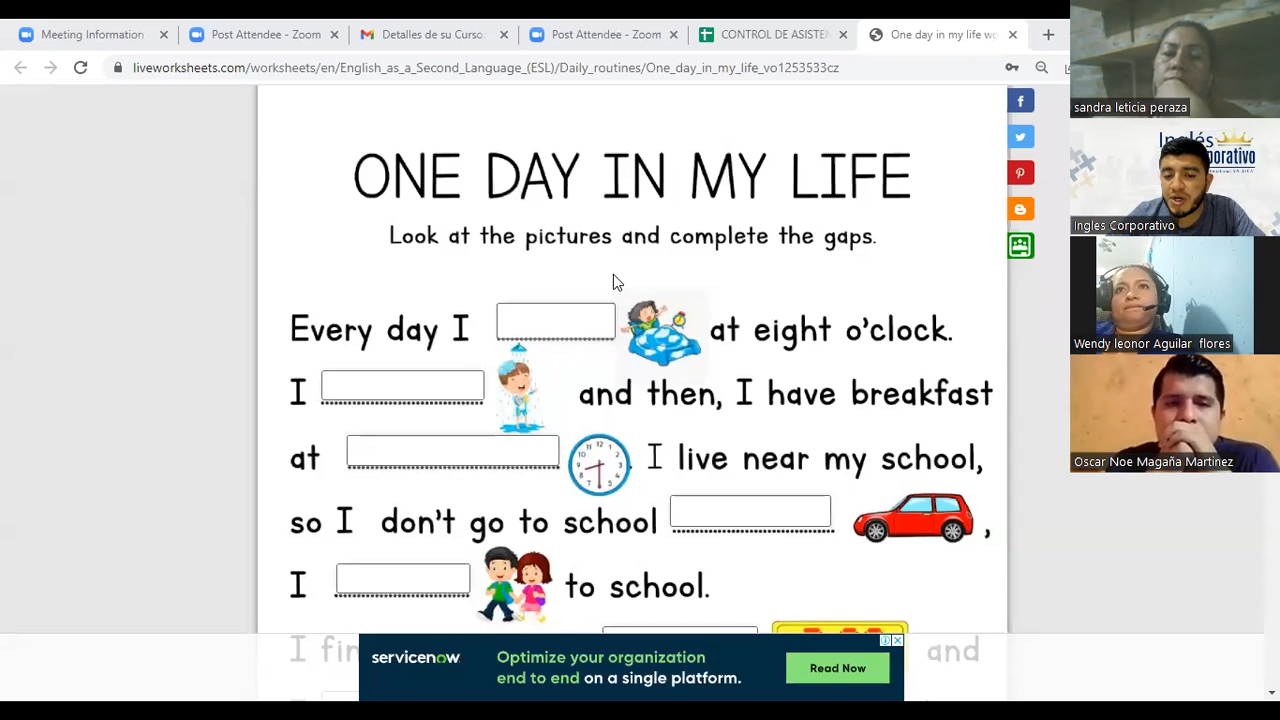 Meeting Information
Post Attendee - Zoom
Detalles de su Curso
Post Attendee - Zoom
CONTROL DE ASISTEN
One day in my life wo
liveworksheets.com/worksheets/en/English_as_a_Second_Language_(ESL)/Daily_routines/One_day_in_my_life_vo1253533cz
ONE DAY IN MY LIFE
Look at the pictures and complete the gaps.
Every day I at eight o'clock.
I and then, I have breakfast
at I live near my school,
so I don't go to school ,
I to school.
I fin and
servicenow
Optimize your organization
end to end on a single platform.
Read Now
sandra leticia peraza
Inglés
Corporativo
Ingles Corporativo
Wendy leonor Aguilar flores
Oscar Noe Magaña Martinez